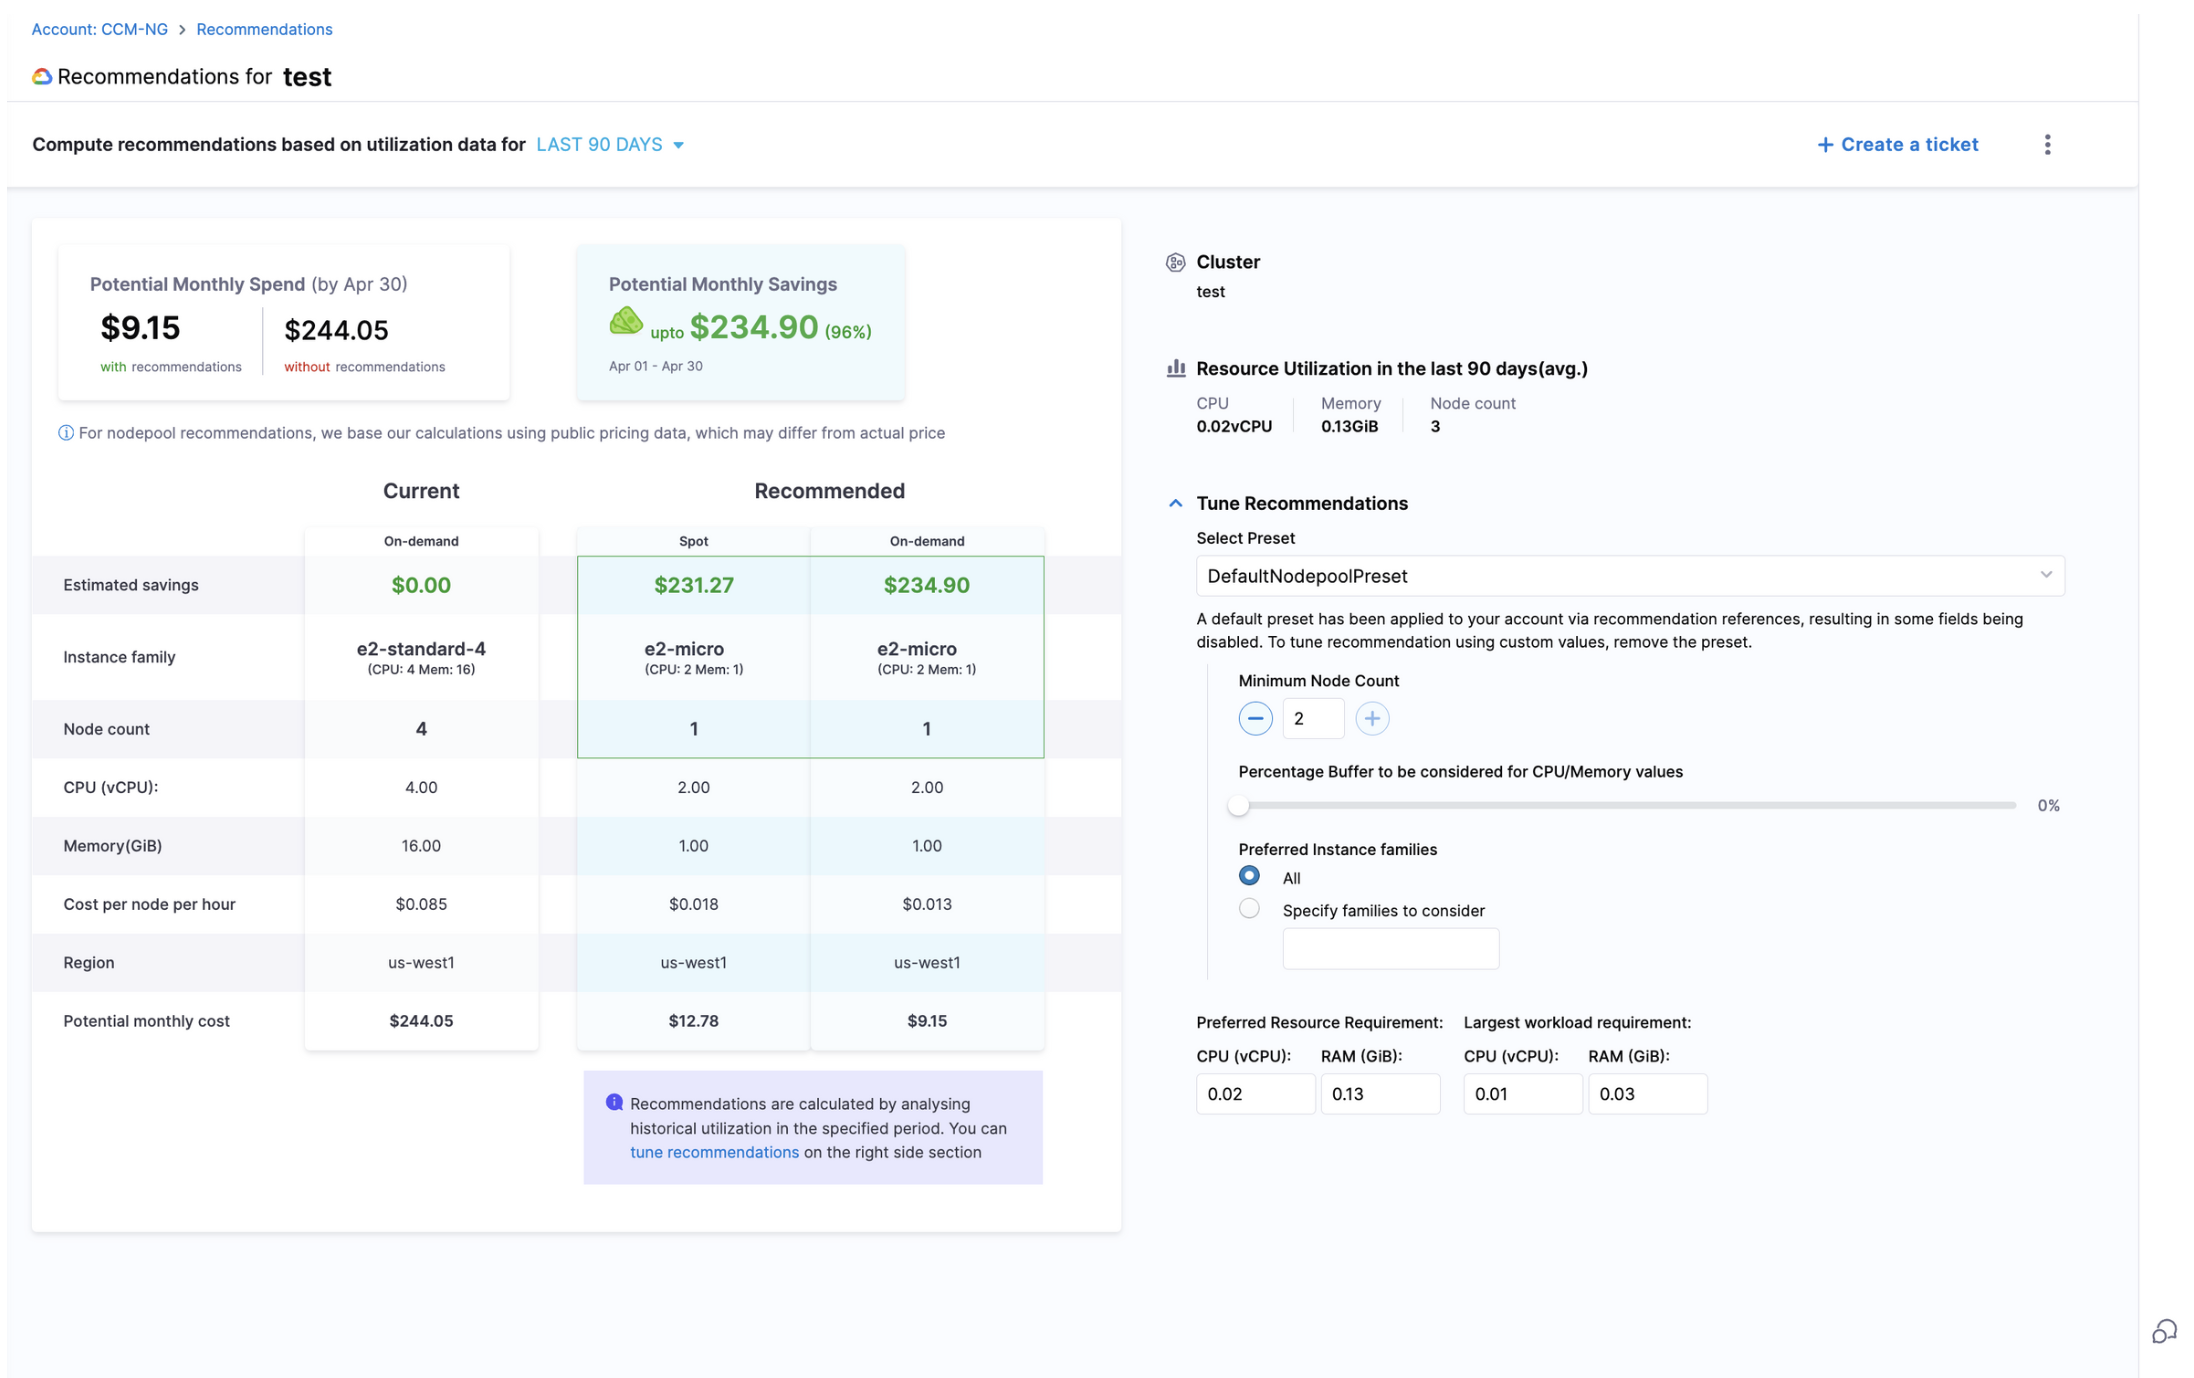 Account: CCM-NG > Recommendations
Recommendations for test
Compute recommendations based on utilization data for LAST 90 DAYS
+ Create a ticket
Potential Monthly Spend (by Apr 30)
$9.15
with recommendations
$244.05
without recommendations
Potential Monthly Savings
upto $234.90 (96%)
Apr 01 - Apr 30
For nodepool recommendations, we base our calculations using public pricing data, which may differ from actual price
Current Recommended
On-demand Spot On-demand
Estimated savings $0.00 $231.27 $234.90
Instance family e2-standard-4 e2-micro e2-micro
(CPU: 4 Mem: 16) (CPU: 2 Mem: 1) (CPU: 2 Mem: 1)
Node count 4 1 1
CPU (vCPU): 4.00 2.00 2.00
Memory(GiB) 16.00 1.00 1.00
Cost per node per hour $0.085 $0.018 $0.013
Region us-west1 us-west1 us-west1
Potential monthly cost $244.05 $12.78 $9.15
Recommendations are calculated by analysing
historical utilization in the specified period. You can
tune recommendations on the right side section
Cluster
test
Resource Utilization in the last 90 days(avg.)
CPU Memory Node count
0.02vCPU 0.13GiB 3
Tune Recommendations
Select Preset
DefaultNodepoolPreset
A default preset has been applied to your account via recommendation references, resulting in some fields being
disabled. To tune recommendation using custom values, remove the preset.
Minimum Node Count
2
Percentage Buffer to be considered for CPU/Memory values
0%
Preferred Instance families
All
Specify families to consider
Preferred Resource Requirement: Largest workload requirement:
CPU (vCPU): RAM (GiB): CPU (vCPU): RAM (GiB):
0.02 0.13 0.01 0.03